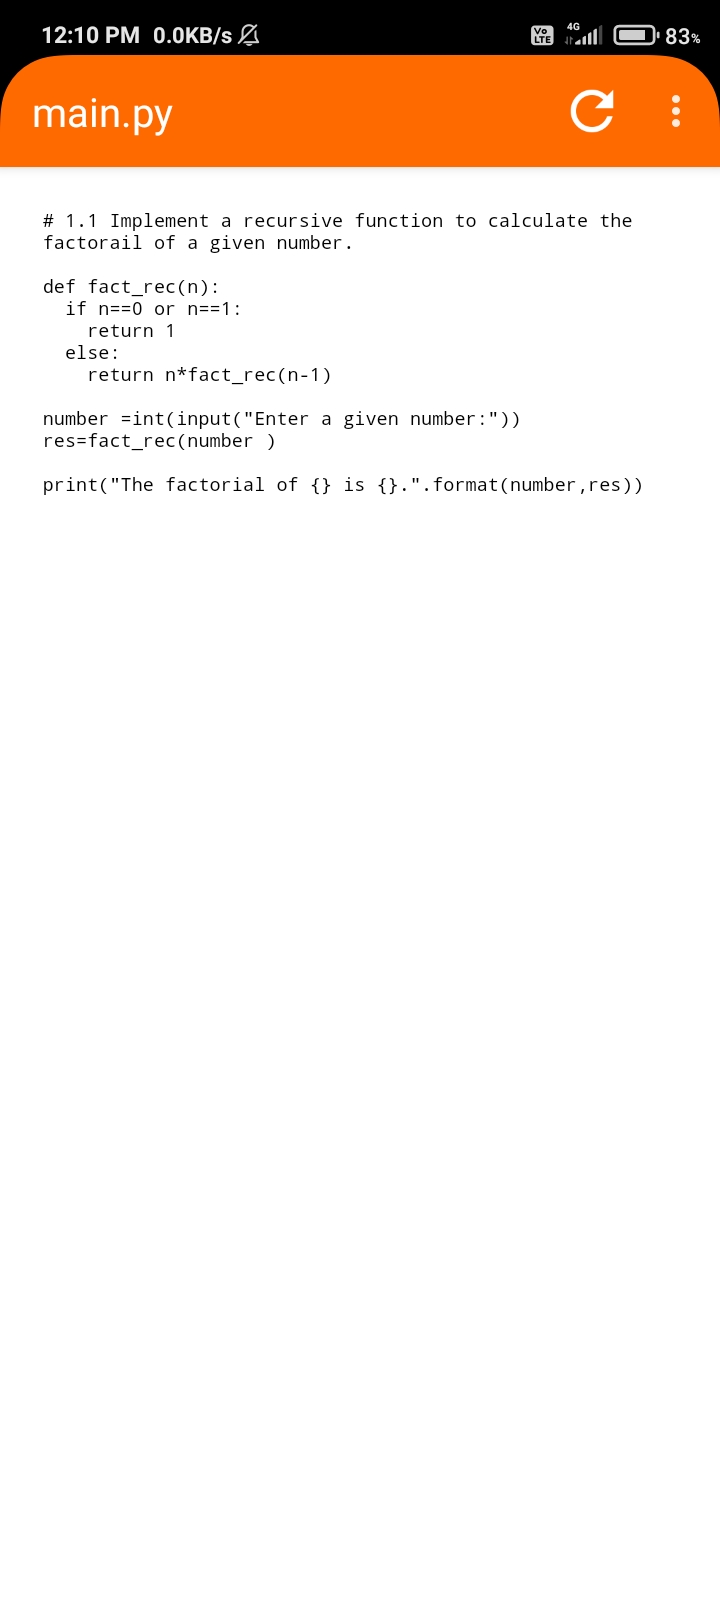 12:10 PM 0.0KB/s Vo LTE 4G 83%
main.py
# 1.1 Implement a recursive function to calculate the
factorail of a given number.
def fact_rec(n):
  if n==0 or n==1:
    return 1
  else:
    return n*fact_rec(n-1)
number =int(input("Enter a given number:"))
res=fact_rec(number )
print("The factorial of {} is {}.".format(number,res))